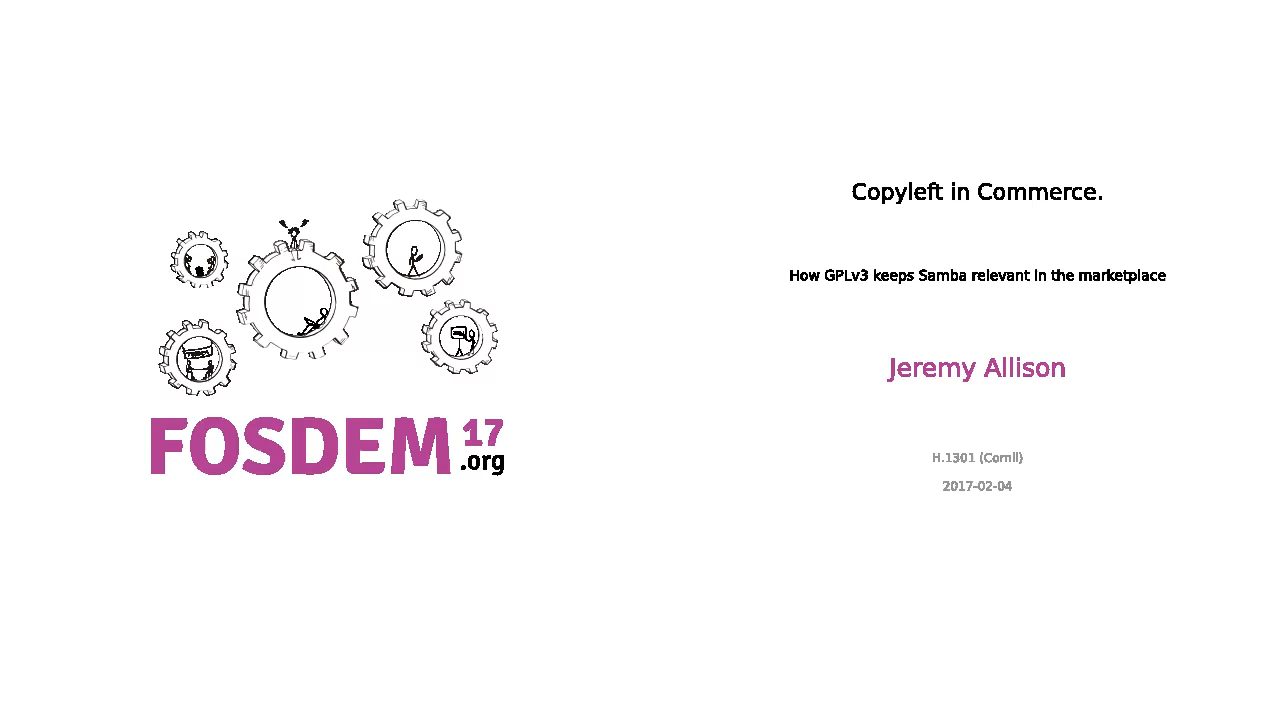 FOSDEM 17
.org
Copyleft in Commerce.
How GPLv3 keeps Samba relevant in the marketplace
Jeremy Allison
H.1301 (Cornil)
2017-02-04